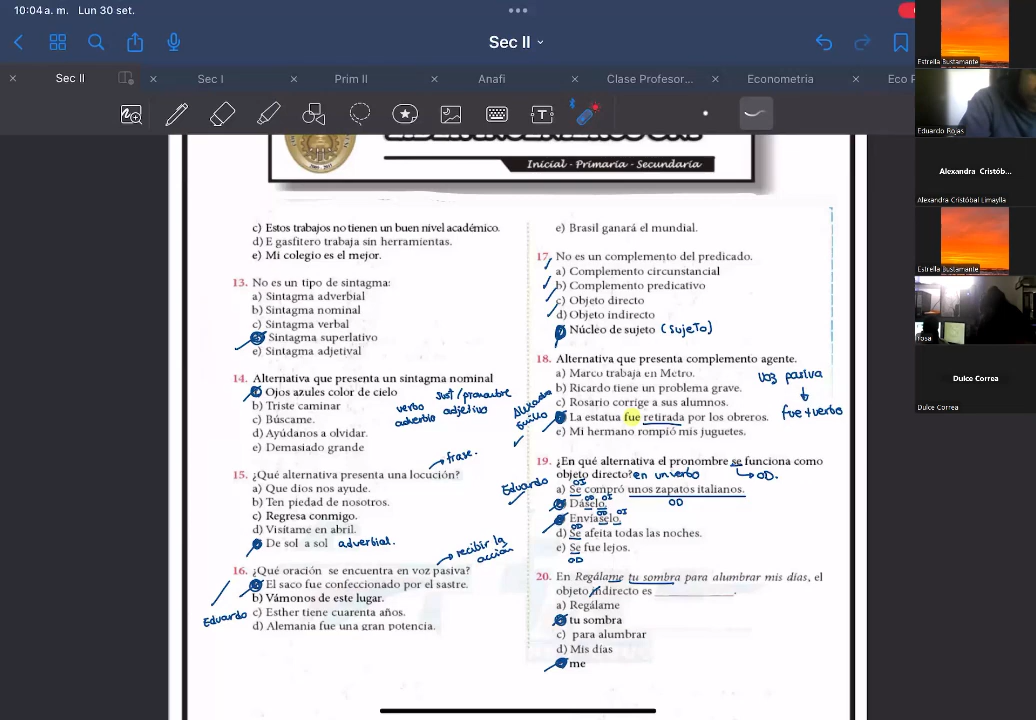 10:04 a. m. Lun 30 set.
Sec II
Sec II
Sec I
Prim II
Anafi
Clase Profesor...
Econometria
Eco
Inicial - Primaria - Secundaria
c) Estos trabajos no tienen un buen nivel académico.
d) E gasfitero trabaja sin herramientas.
e) Mi colegio es el mejor.
13. No es un tipo de sintagma:
a) Sintagma adverbial
b) Sintagma nominal
c) Sintagma verbal
Sintagma superlativo
e) Sintagma adjetival
14. Alternativa que presenta un sintagma nominal
Ojos azules color de cielo
b) Triste caminar
c) Búscame.
d) Ayúdanos a olvidar.
e) Demasiado grande
sust / pronombre
verbo adjetivo
adverbio
15. ¿Qué alternativa presenta una locución?
frase.
a) Que dios nos ayude.
b) Ten piedad de nosotros.
c) Regresa conmigo.
d) Visítame en abril.
De sol a sol adverbial.
recibir la
acción
16. ¿Qué oración se encuentra en voz pasiva?
El saco fue confeccionado por el sastre.
b) Vámonos de este lugar.
c) Esther tiene cuarenta años.
d) Alemania fue una gran potencia.
Eduardo
e) Brasil ganará el mundial.
17. No es un complemento del predicado.
a) Complemento circunstancial
b) Complemento predicativo
c) Objeto directo
d) Objeto indirecto
Núcleo de sujeto (sujeto)
18. Alternativa que presenta complemento agente.
a) Marco trabaja en Metro.
b) Ricardo tiene un problema grave.
c) Rosario corrige a sus alumnos.
La estatua fue retirada por los obreros.
e) Mi hermano rompió mis juguetes.
voz pasiva
fue + verbo
19. ¿En qué alternativa el pronombre se funciona como
objeto directo? en un verbo OD.
Eduardo
OI
a) Se compró unos zapatos italianos.
OD
OD OI
Dáselo.
OD OI
Envíaselo.
OD
d) Se afeita todas las noches.
e) Se fue lejos.
OD
20. En Regálame tu sombra para alumbrar mis días, el
objeto indirecto es
a) Regálame
tu sombra
c) para alumbrar
d) Mis días
me
Estrella Bustamante
Eduardo Rojas
Alexandra Cristób...
Alexandra Cristóbal Limaylla
Estrella Bustamante
rosa
Dulce Correa
Dulce Correa